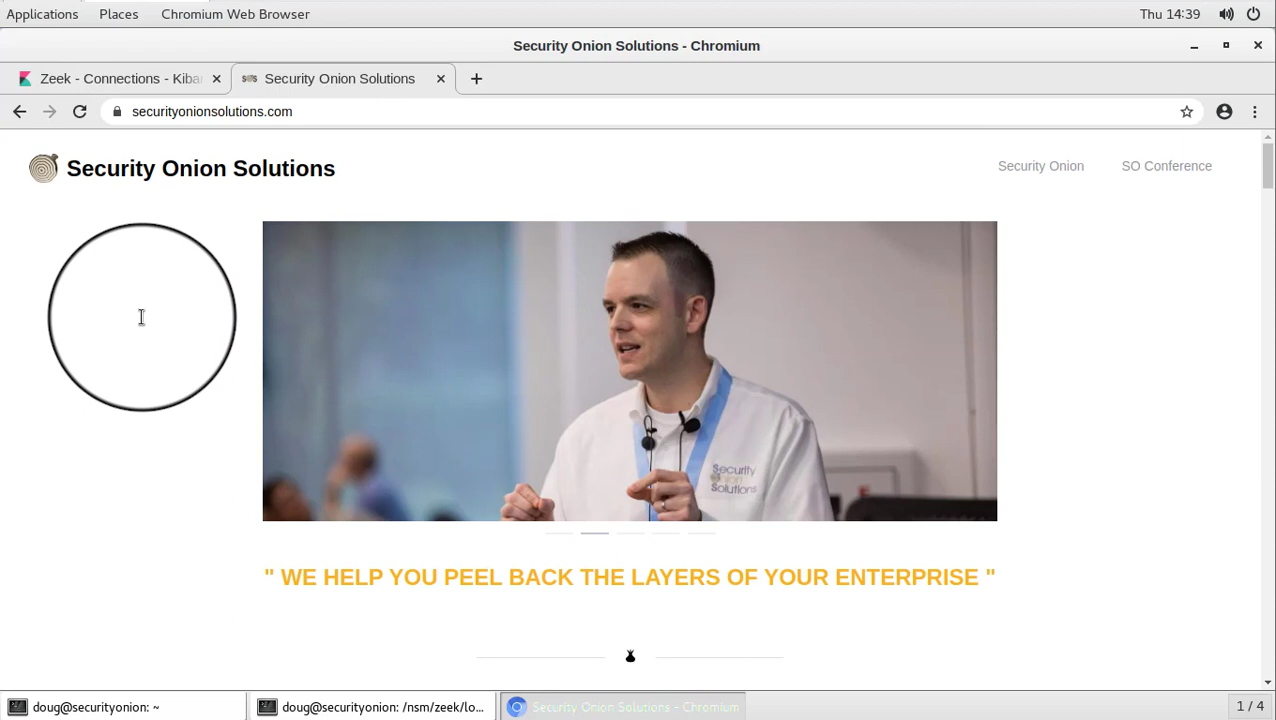 Applications Places Chromium Web Browser Thu 14:39
Security Onion Solutions - Chromium
Zeek - Connections - Kiba Security Onion Solutions
securityonionsolutions.com
Security Onion Solutions
Security Onion SO Conference
Security
Onion
Solutions
" WE HELP YOU PEEL BACK THE LAYERS OF YOUR ENTERPRISE "
doug@securityonion: ~ doug@securityonion: /nsm/zeek/lo... Security Onion Solutions - Chromium 1 / 4